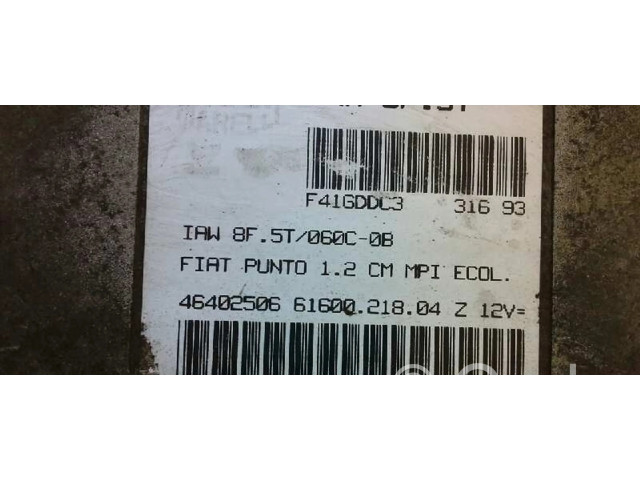 F41GDDC3 316 93
IAW 8F.5T/060C-0B
FIAT PUNTO 1.2 CM MPI ECOL.
46402506 61600.218.04 Z 12V=